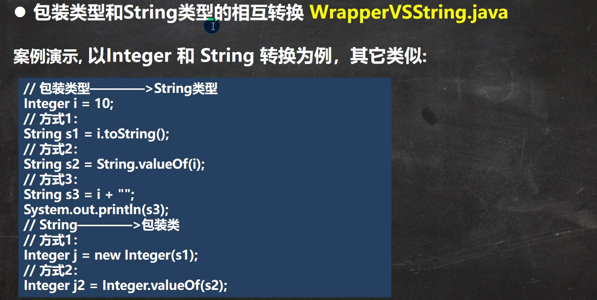 ● 包装类型和String类型的相互转换 WrapperVSString.java
案例演示, 以Integer 和 String 转换为例，其它类似:
// 包装类型————>String类型
Integer i = 10;
// 方式1：
String s1 = i.toString();
// 方式2：
String s2 = String.valueOf(i);
// 方式3：
String s3 = i + "";
System.out.println(s3);
// String————>包装类
// 方式1：
Integer j = new Integer(s1);
// 方式2：
Integer j2 = Integer.valueOf(s2);